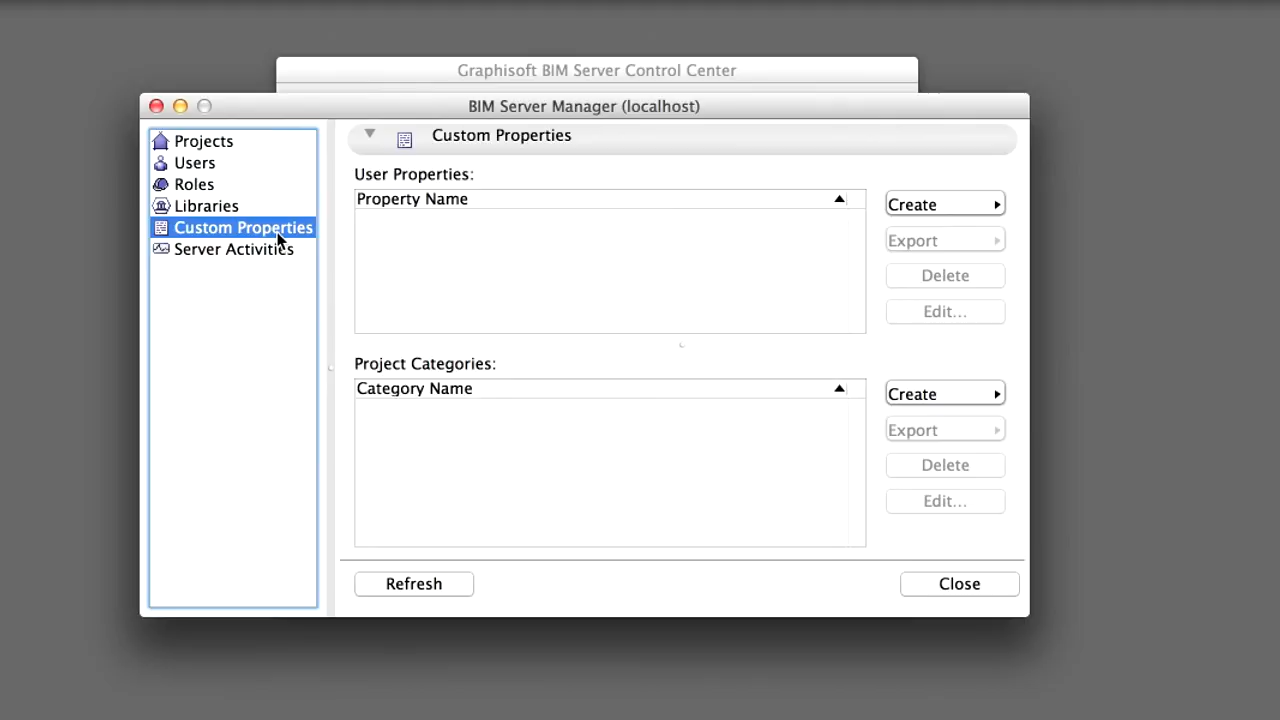 Graphisoft BIM Server Control Center
BIM Server Manager (localhost)
Projects
Users
Roles
Libraries
Custom Properties
Server Activities
Custom Properties
User Properties:
Property Name
Create
Export
Delete
Edit...
Project Categories:
Category Name
Create
Export
Delete
Edit...
Refresh
Close